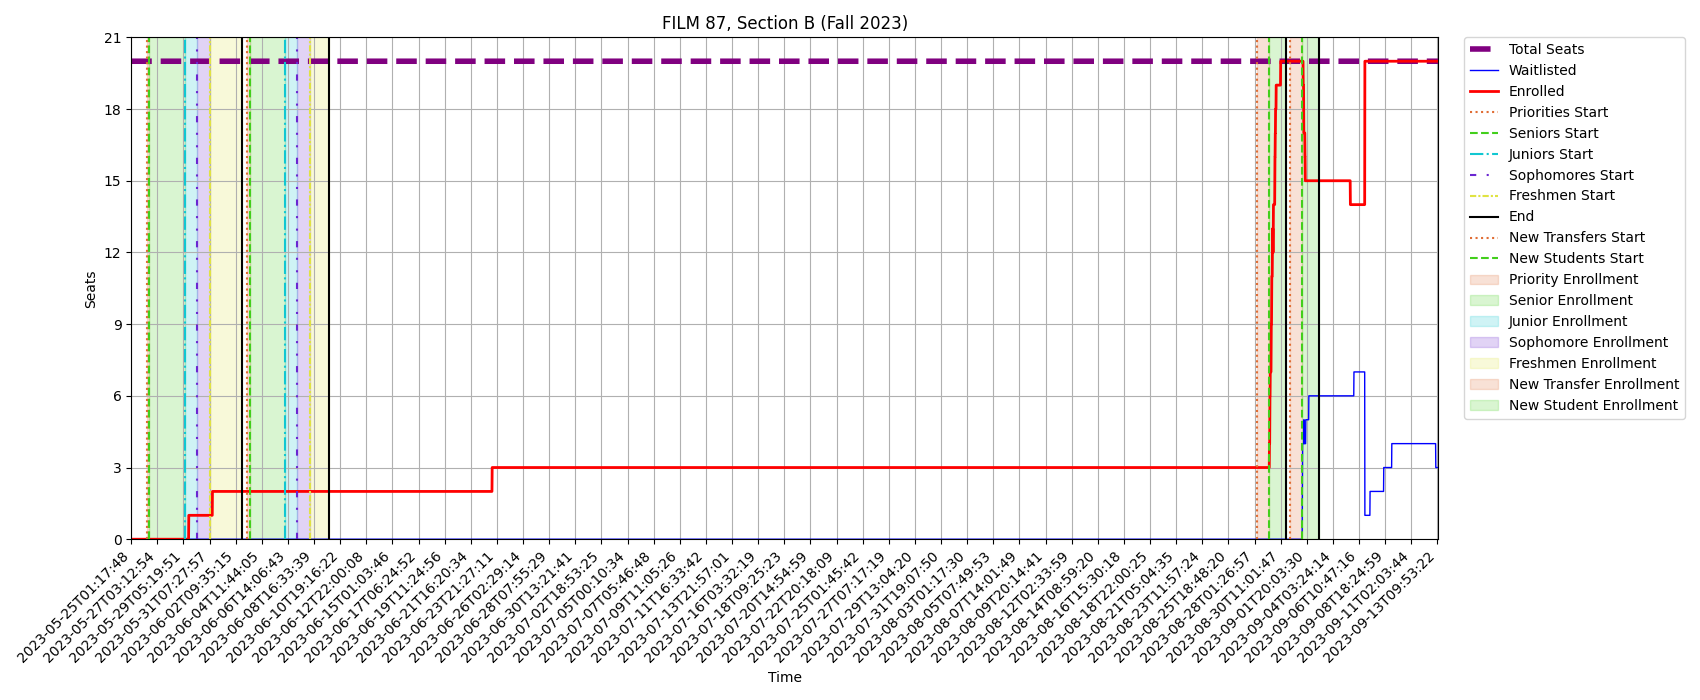 FILM 87, Section B (Fall 2023)
21
18
15
12
9
6
3
0
Seats
2023-05-25T01:17:48
2023-05-27T03:12:54
2023-05-29T05:19:51
2023-05-31T07:27:57
2023-06-02T09:35:15
2023-06-04T11:44:05
2023-06-06T14:06:43
2023-06-08T16:33:39
2023-06-10T19:16:22
2023-06-12T22:00:08
2023-06-15T01:03:46
2023-06-17T06:24:52
2023-06-19T11:24:56
2023-06-21T16:20:34
2023-06-23T21:27:11
2023-06-26T02:29:14
2023-06-28T07:55:29
2023-06-30T13:21:41
2023-07-02T18:53:25
2023-07-05T00:10:34
2023-07-07T05:46:48
2023-07-09T11:05:26
2023-07-11T16:33:42
2023-07-13T21:57:01
2023-07-16T03:32:19
2023-07-18T09:25:23
2023-07-20T14:54:59
2023-07-22T20:18:09
2023-07-25T01:45:42
2023-07-27T07:17:19
2023-07-29T13:04:20
2023-07-31T19:07:50
2023-08-03T01:17:30
2023-08-05T07:49:53
2023-08-07T14:01:49
2023-08-09T20:14:41
2023-08-12T02:33:59
2023-08-14T08:59:20
2023-08-16T15:30:18
2023-08-18T22:00:25
2023-08-21T05:04:35
2023-08-23T11:57:24
2023-08-25T18:48:20
2023-08-28T01:26:57
2023-08-30T11:01:47
2023-09-01T20:03:30
2023-09-04T03:24:14
2023-09-06T10:47:16
2023-09-08T18:24:59
2023-09-11T02:03:44
2023-09-13T09:53:22
Time
Total Seats
Waitlisted
Enrolled
Priorities Start
Seniors Start
Juniors Start
Sophomores Start
Freshmen Start
End
New Transfers Start
New Students Start
Priority Enrollment
Senior Enrollment
Junior Enrollment
Sophomore Enrollment
Freshmen Enrollment
New Transfer Enrollment
New Student Enrollment